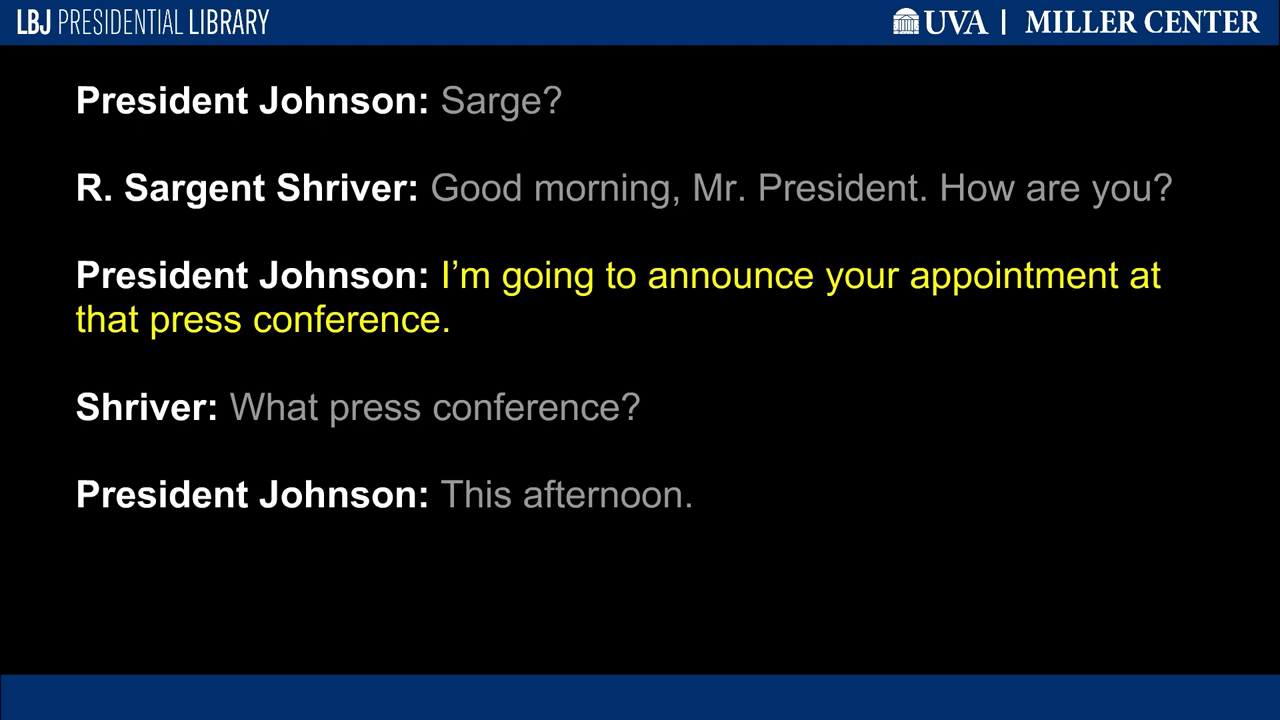 LBJ PRESIDENTIAL LIBRARY
UVA | MILLER CENTER
President Johnson: Sarge?
R. Sargent Shriver: Good morning, Mr. President. How are you?
President Johnson: I’m going to announce your appointment at
that press conference.
Shriver: What press conference?
President Johnson: This afternoon.